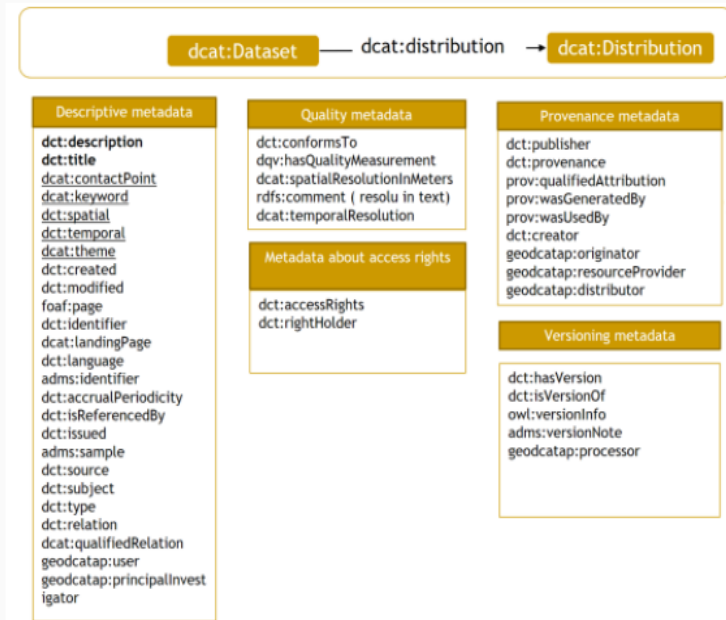 dcat:Dataset dcat:distribution dcat:Distribution
Descriptive metadata
dct:description
dct:title
dcat:contactPoint
dcat:keyword
dct:spatial
dct:temporal
dcat:theme
dct:created
dct:modified
foaf:page
dct:identifier
dcat:landingPage
dct:language
adms:identifier
dct:accrualPeriodicity
dct:isReferencedBy
dct:issued
adms:sample
dct:source
dct:subject
dct:type
dct:relation
dcat:qualifiedRelation
geodcatap:user
geodcatap:principalInvest
igator
Quality metadata
dct:conformsTo
dqv:hasQualityMeasurement
dcat:spatialResolutionInMeters
rdfs:comment ( resolu in text)
dcat:temporalResolution
Metadata about access rights
dct:accessRights
dct:rightHolder
Provenance metadata
dct:publisher
dct:provenance
prov:qualifiedAttribution
prov:wasGeneratedBy
prov:wasUsedBy
dct:creator
geodcatap:originator
geodcatap:resourceProvider
geodcatap:distributor
Versioning metadata
dct:hasVersion
dct:isVersionOf
owl:versionInfo
adms:versionNote
geodcatap:processor